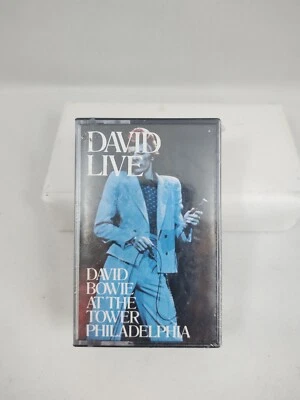 DAVID
LIVE
DAVID
BOWIE
AT THE
TOWER
PHILADELPHIA